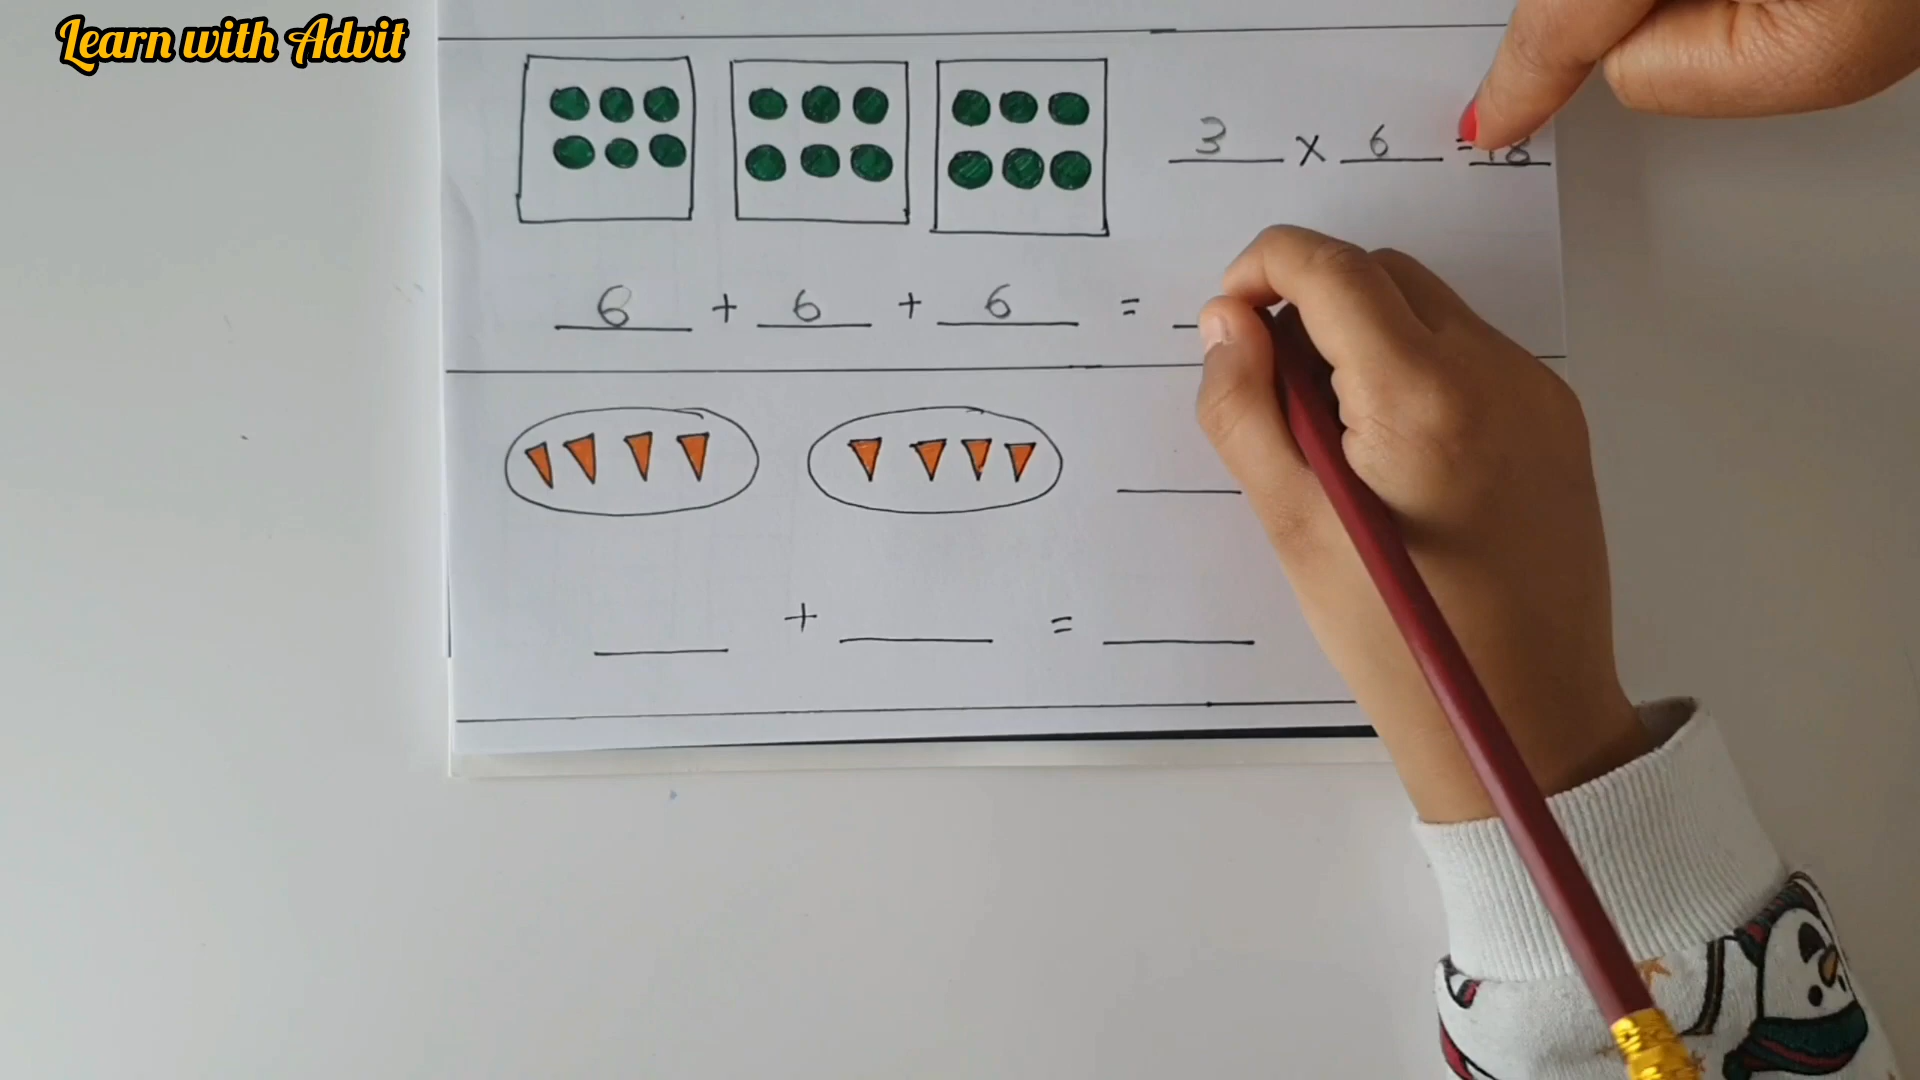 Learn with Advit
3 x 6 = 18
6 + 6 + 6 =
+ =